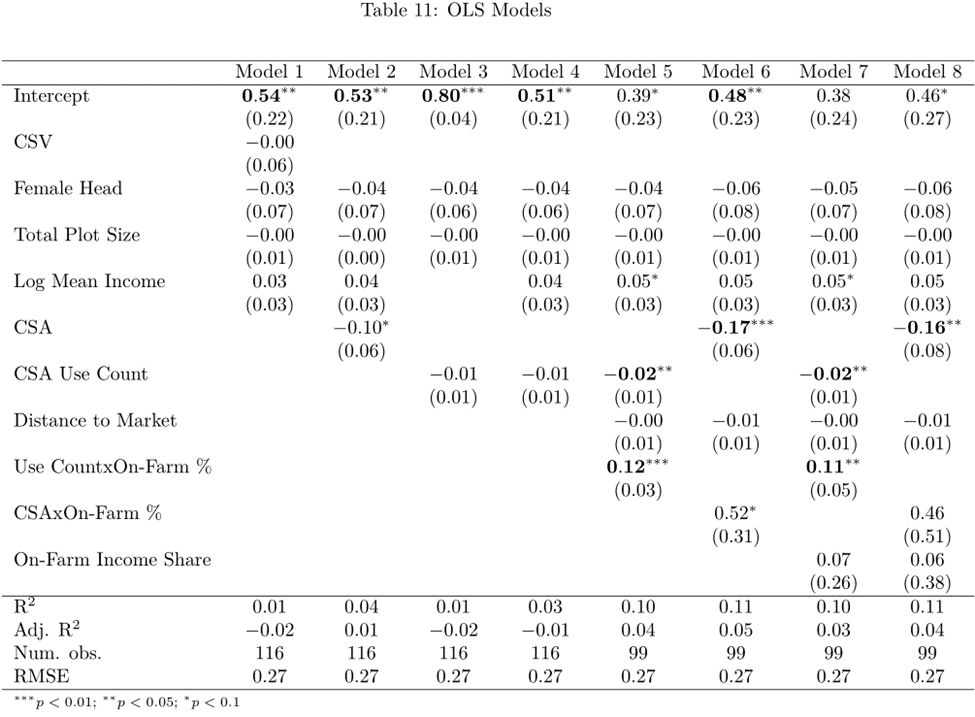 Table 11: OLS Models
Model 1 Model 2 Model 3 Model 4 Model 5 Model 6 Model 7 Model 8
Intercept 0.54** 0.53** 0.80*** 0.51** 0.39* 0.48** 0.38 0.46*
(0.22) (0.21) (0.04) (0.21) (0.23) (0.23) (0.24) (0.27)
CSV −0.00
(0.06)
Female Head −0.03 −0.04 −0.04 −0.04 −0.04 −0.06 −0.05 −0.06
(0.07) (0.07) (0.06) (0.06) (0.07) (0.08) (0.07) (0.08)
Total Plot Size −0.00 −0.00 −0.00 −0.00 −0.00 −0.00 −0.00 −0.00
(0.01) (0.00) (0.01) (0.01) (0.01) (0.01) (0.01) (0.01)
Log Mean Income 0.03 0.04 0.04 0.05* 0.05 0.05* 0.05
(0.03) (0.03) (0.03) (0.03) (0.03) (0.03) (0.03)
CSA −0.10* −0.17*** −0.16**
(0.06) (0.06) (0.08)
CSA Use Count −0.01 −0.01 −0.02** −0.02**
(0.01) (0.01) (0.01) (0.01)
Distance to Market −0.00 −0.01 −0.00 −0.01
(0.01) (0.01) (0.01) (0.01)
Use CountxOn-Farm % 0.12*** 0.11**
(0.03) (0.05)
CSAxOn-Farm % 0.52* 0.46
(0.31) (0.51)
On-Farm Income Share 0.07 0.06
(0.26) (0.38)
R² 0.01 0.04 0.01 0.03 0.10 0.11 0.10 0.11
Adj. R² −0.02 0.01 −0.02 −0.01 0.04 0.05 0.03 0.04
Num. obs. 116 116 116 116 99 99 99 99
RMSE 0.27 0.27 0.27 0.27 0.27 0.27 0.27 0.27
***p < 0.01; **p < 0.05; *p < 0.1